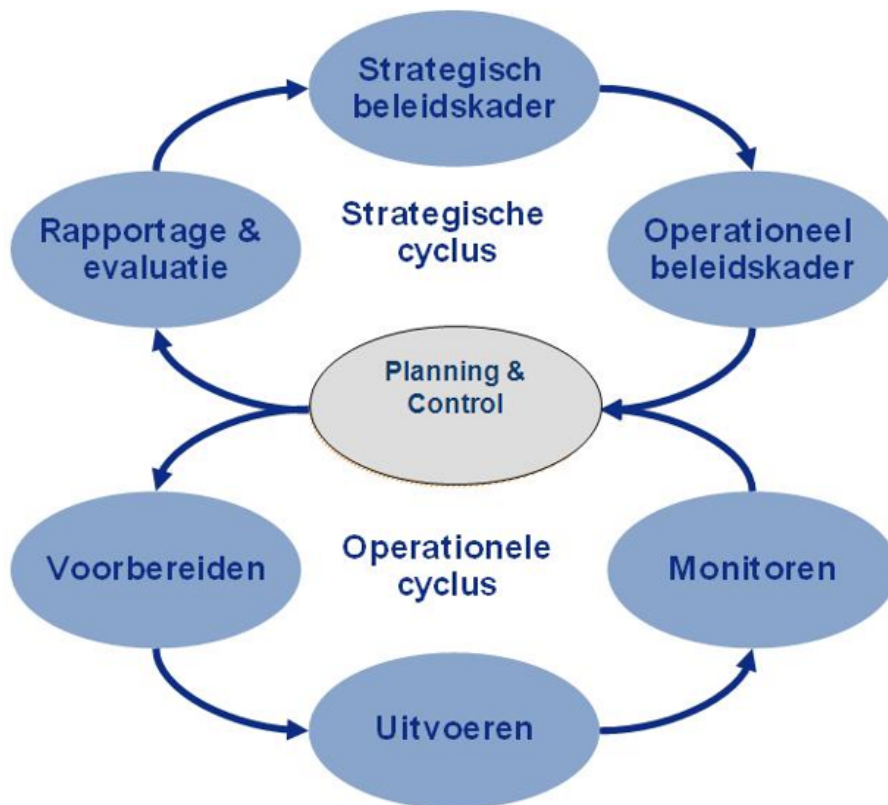 Strategisch
beleidskader
Rapportage &
evaluatie
Strategische
cyclus
Operationeel
beleidskader
Planning &
Control
Voorbereiden
Operationele
cyclus
Monitoren
Uitvoeren